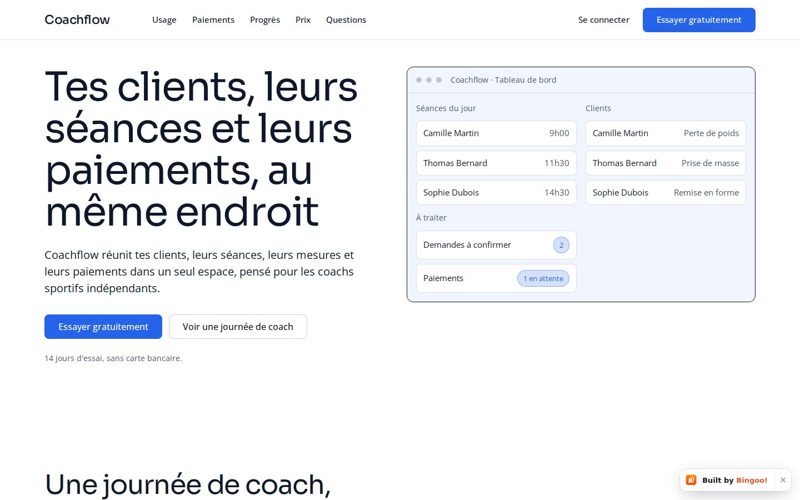 Coachflow
Usage
Paiements
Progrès
Prix
Questions
Se connecter
Essayer gratuitement
Tes clients, leurs
séances et leurs
paiements, au
même endroit
Coachflow réunit tes clients, leurs séances, leurs mesures et
leurs paiements dans un seul espace, pensé pour les coachs
sportifs indépendants.
Essayer gratuitement
Voir une journée de coach
14 jours d'essai, sans carte bancaire.
Coachflow · Tableau de bord
Séances du jour
Camille Martin 9h00
Thomas Bernard 11h30
Sophie Dubois 14h30
Clients
Camille Martin Perte de poids
Thomas Bernard Prise de masse
Sophie Dubois Remise en forme
À traiter
Demandes à confirmer 2
Paiements 1 en attente
Une journée de coach,
Built by Bingoo! ×